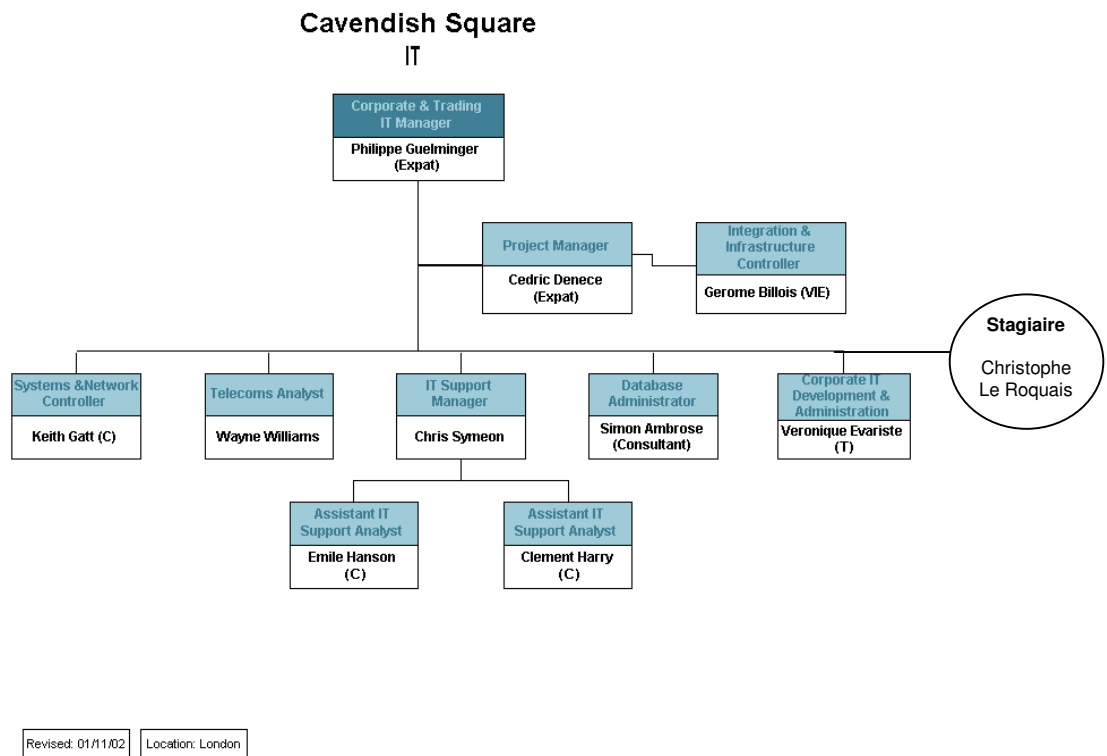 Cavendish Square
IT
Corporate & Trading
IT Manager
Philippe Guelminger
(Expat)
Project Manager
Cedric Denece
(Expat)
Integration &
Infrastructure
Controller
Gerome Billois (VIE)
Stagiaire
Christophe
Le Roquais
Systems &Network
Controller
Keith Gatt (C)
Telecoms Analyst
Wayne Williams
IT Support
Manager
Chris Symeon
Database
Administrator
Simon Ambrose
(Consultant)
Corporate IT
Development &
Administration
Veronique Evariste
(T)
Assistant IT
Support Analyst
Emile Hanson
(C)
Assistant IT
Support Analyst
Clement Harry
(C)
Revised: 01/11/02
Location: London